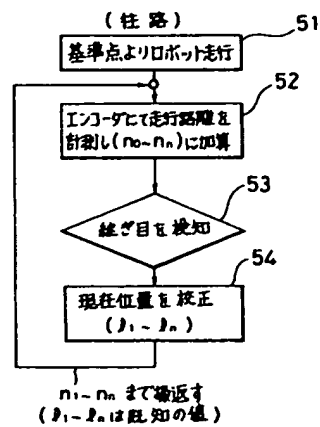 (往路)
51
基準点よりロボット走行
52
エンコーダにて走行距離を
計測し(n₀~nₙ)に加算
53
継ぎ目を検知
54
現在位置を校正
(ℓ₁~ℓₙ)
n₁~nₙ まで繰返す
(ℓ₁~ℓₙは既知の値)